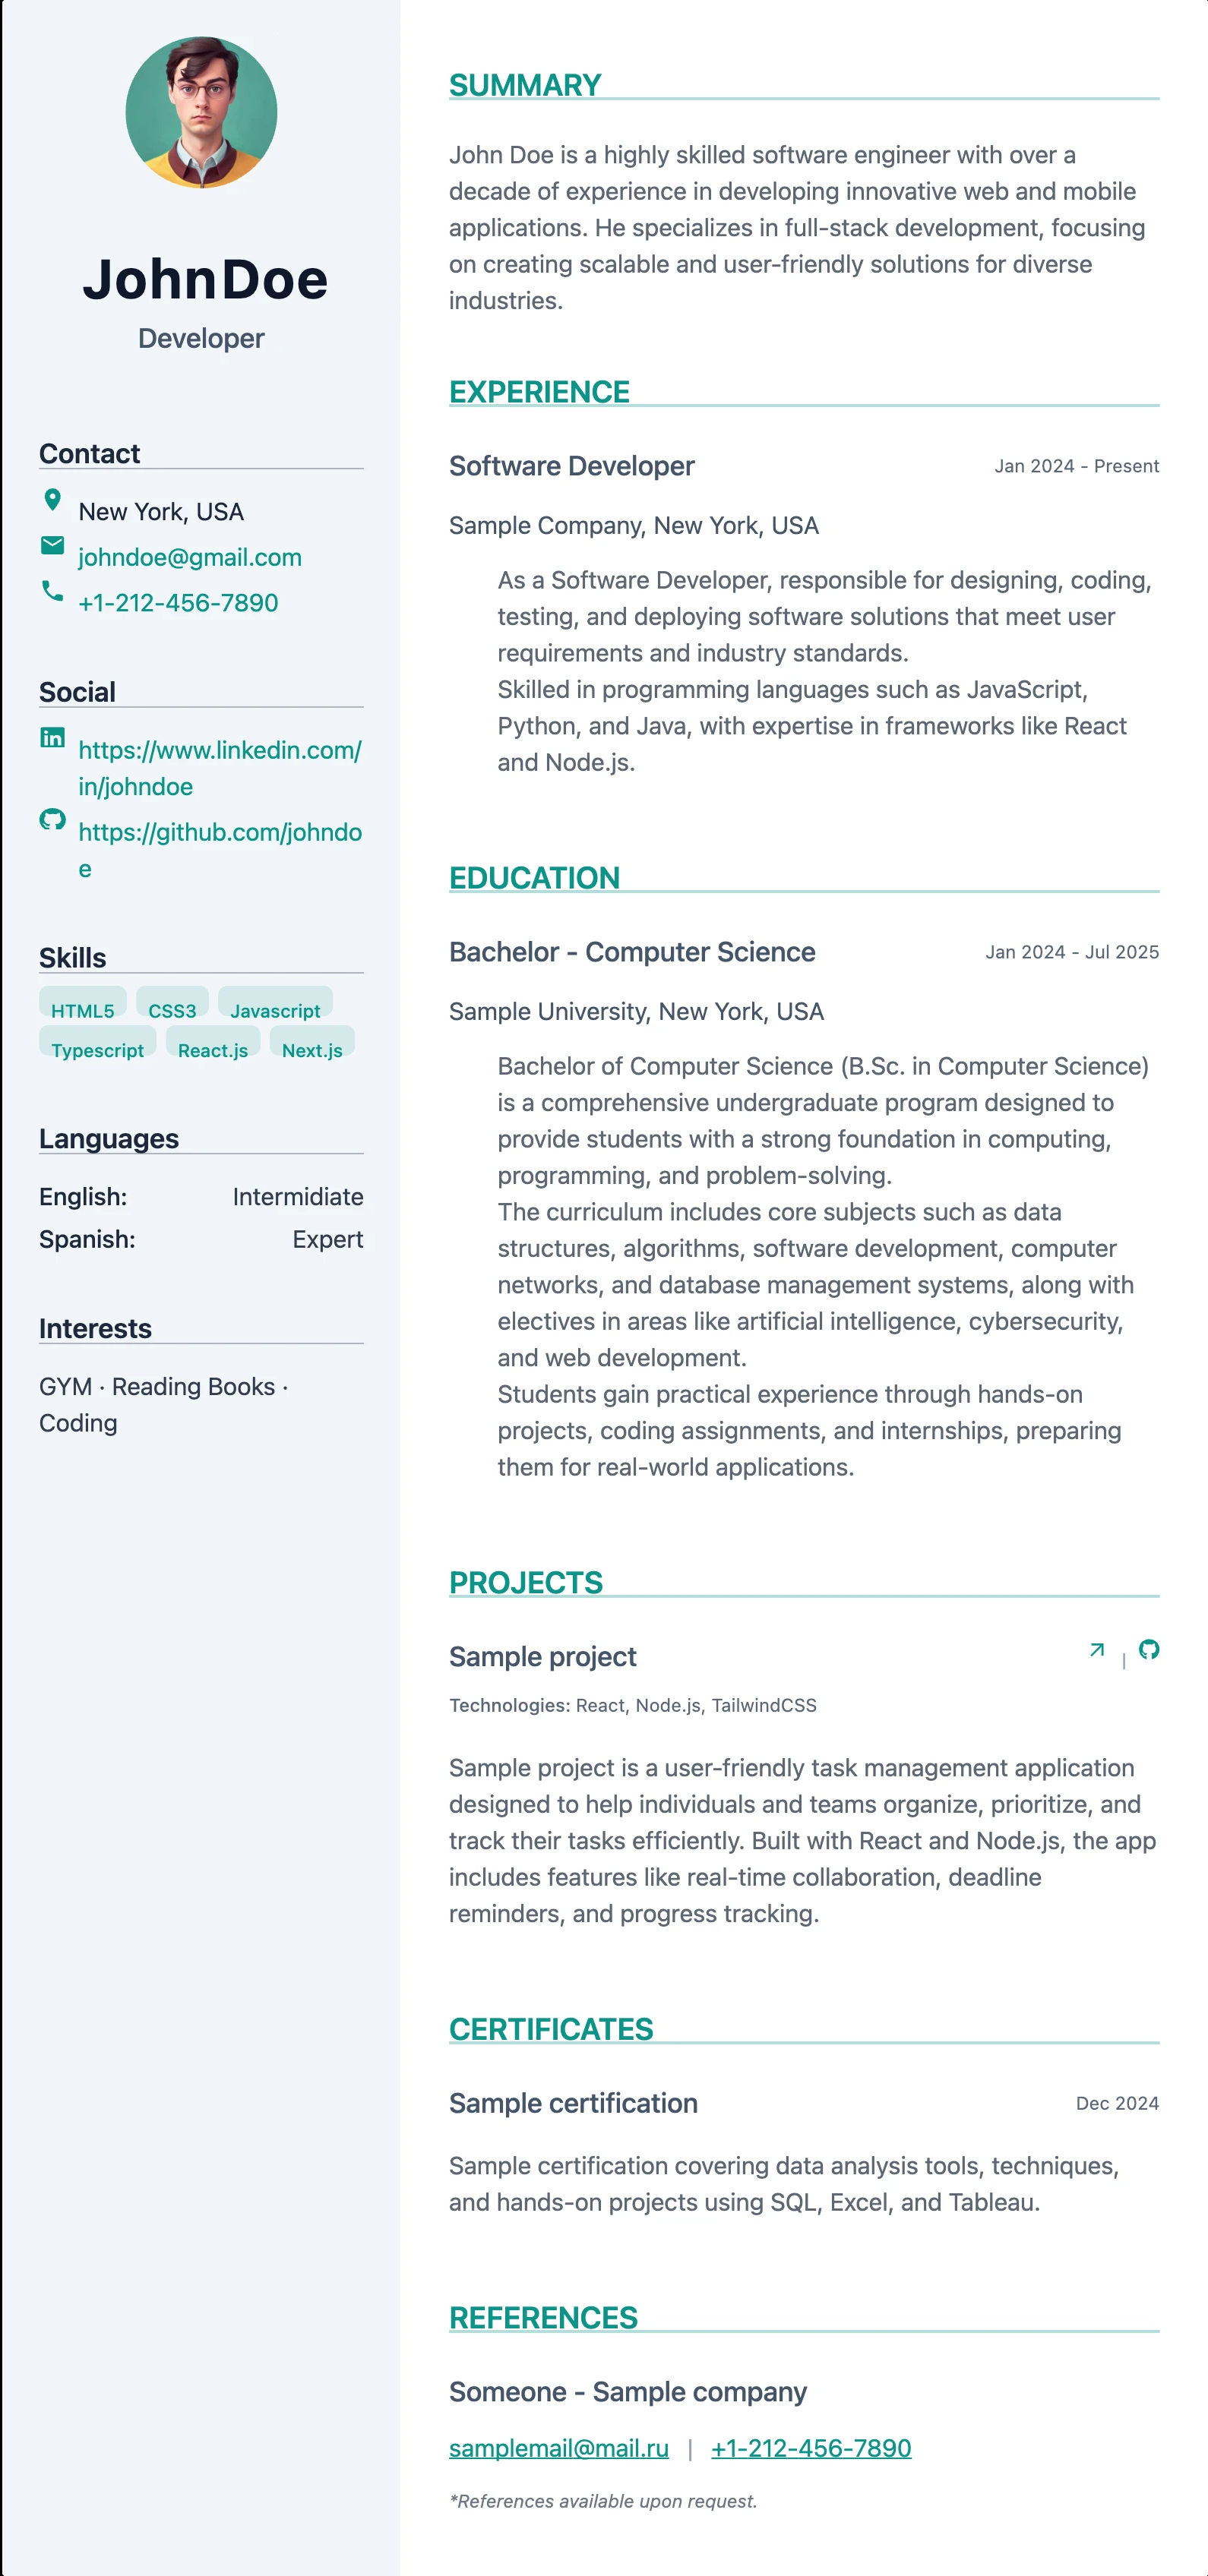 JohnDoe
Developer
Contact
New York, USA
johndoe@gmail.com
+1-212-456-7890
Social
https://www.linkedin.com/
in/johndoe
https://github.com/johndo
e
Skills
HTML5 CSS3 Javascript
Typescript React.js Next.js
Languages
English: Intermidiate
Spanish: Expert
Interests
GYM · Reading Books ·
Coding
SUMMARY
John Doe is a highly skilled software engineer with over a
decade of experience in developing innovative web and mobile
applications. He specializes in full-stack development, focusing
on creating scalable and user-friendly solutions for diverse
industries.
EXPERIENCE
Software Developer Jan 2024 - Present
Sample Company, New York, USA
As a Software Developer, responsible for designing, coding,
testing, and deploying software solutions that meet user
requirements and industry standards.
Skilled in programming languages such as JavaScript,
Python, and Java, with expertise in frameworks like React
and Node.js.
EDUCATION
Bachelor - Computer Science Jan 2024 - Jul 2025
Sample University, New York, USA
Bachelor of Computer Science (B.Sc. in Computer Science)
is a comprehensive undergraduate program designed to
provide students with a strong foundation in computing,
programming, and problem-solving.
The curriculum includes core subjects such as data
structures, algorithms, software development, computer
networks, and database management systems, along with
electives in areas like artificial intelligence, cybersecurity,
and web development.
Students gain practical experience through hands-on
projects, coding assignments, and internships, preparing
them for real-world applications.
PROJECTS
Sample project |
Technologies: React, Node.js, TailwindCSS
Sample project is a user-friendly task management application
designed to help individuals and teams organize, prioritize, and
track their tasks efficiently. Built with React and Node.js, the app
includes features like real-time collaboration, deadline
reminders, and progress tracking.
CERTIFICATES
Sample certification Dec 2024
Sample certification covering data analysis tools, techniques,
and hands-on projects using SQL, Excel, and Tableau.
REFERENCES
Someone - Sample company
samplemail@mail.ru | +1-212-456-7890
*References available upon request.